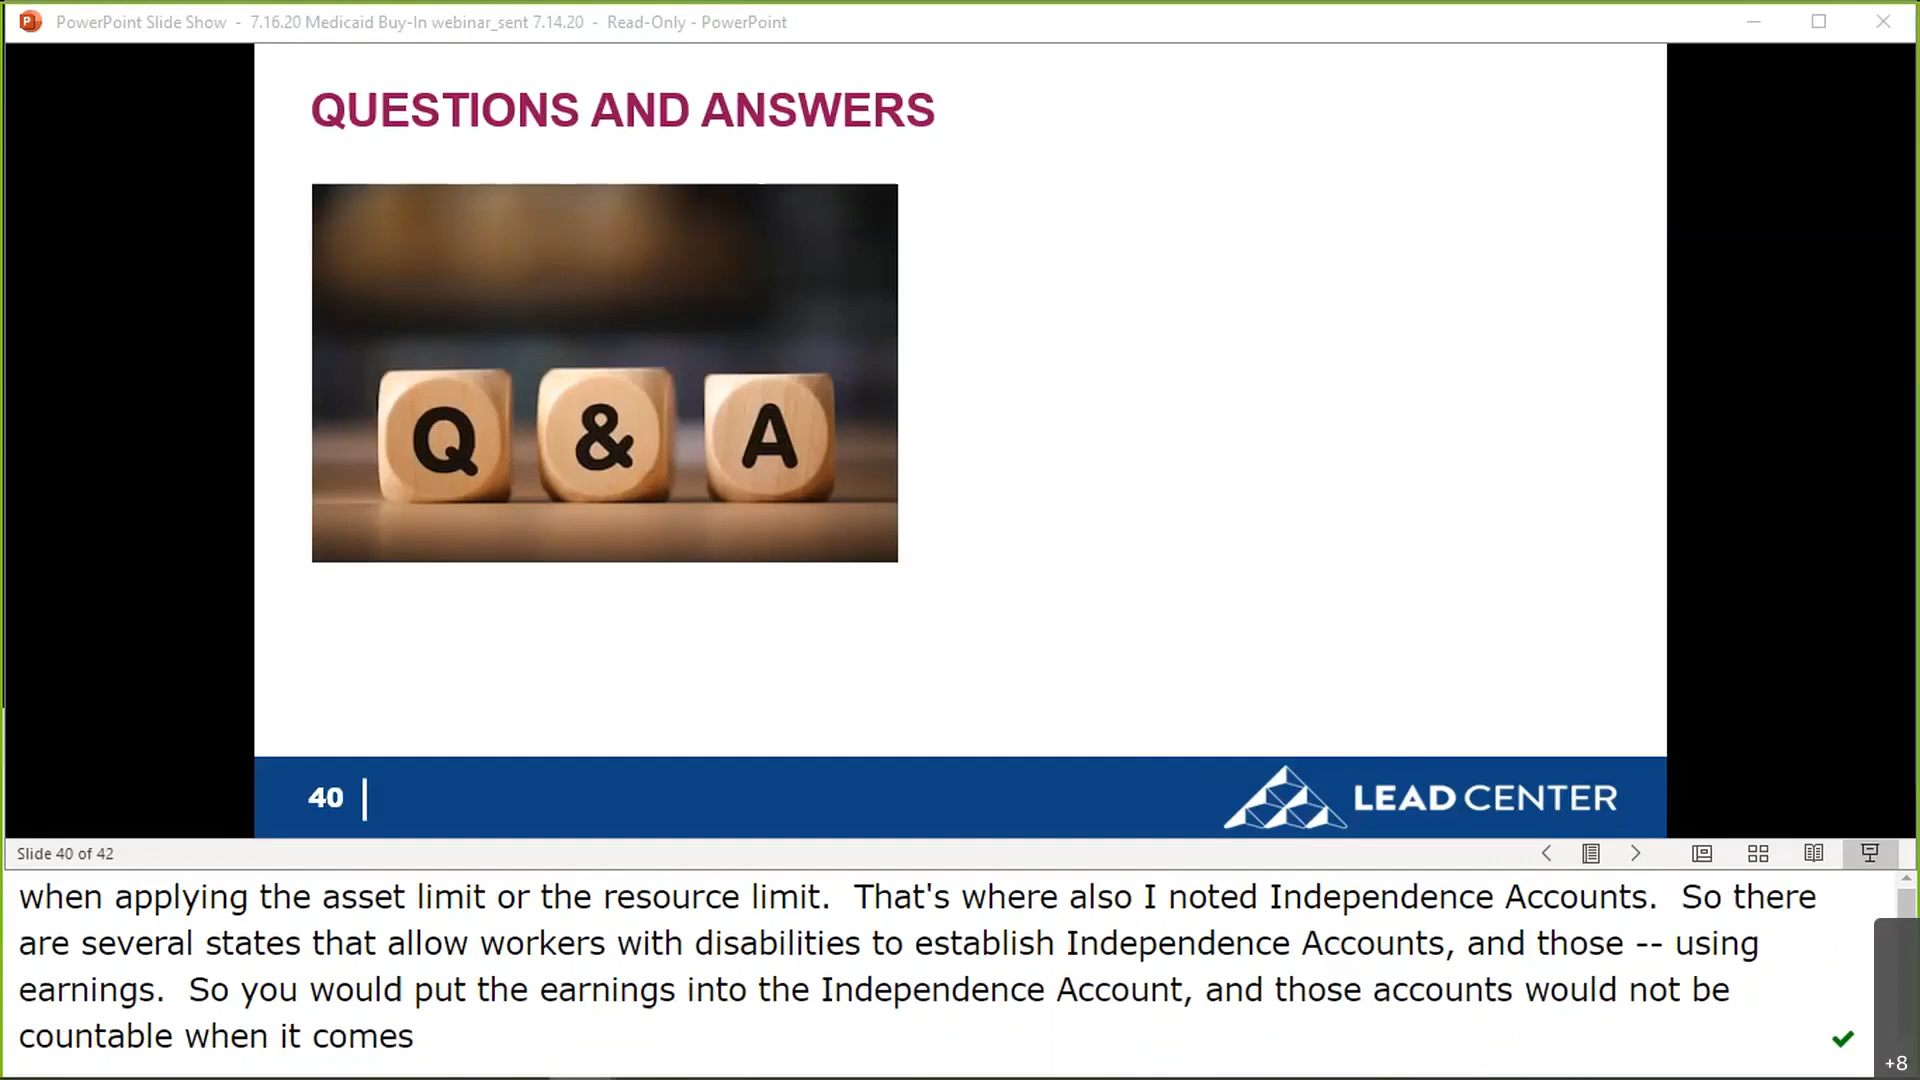 PowerPoint Slide Show - 7.16.20 Medicaid Buy-In webinar_sent 7.14.20 - Read-Only - PowerPoint
QUESTIONS AND ANSWERS
Q & A
40
LEAD CENTER
Slide 40 of 42
when applying the asset limit or the resource limit. That's where also I noted Independence Accounts. So there
are several states that allow workers with disabilities to establish Independence Accounts, and those -- using
earnings. So you would put the earnings into the Independence Account, and those accounts would not be
countable when it comes
+8